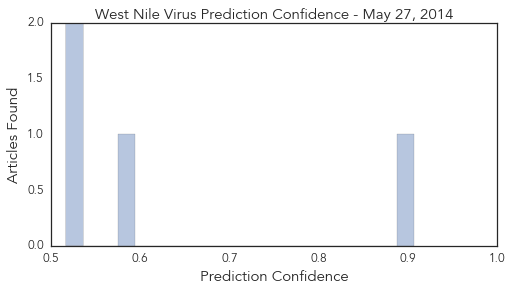 West Nile Virus Prediction Confidence - May 27, 2014
2.0
1.5
1.0
0.5
0.0
Articles Found
0.5 0.6 0.7 0.8 0.9 1.0
Prediction Confidence